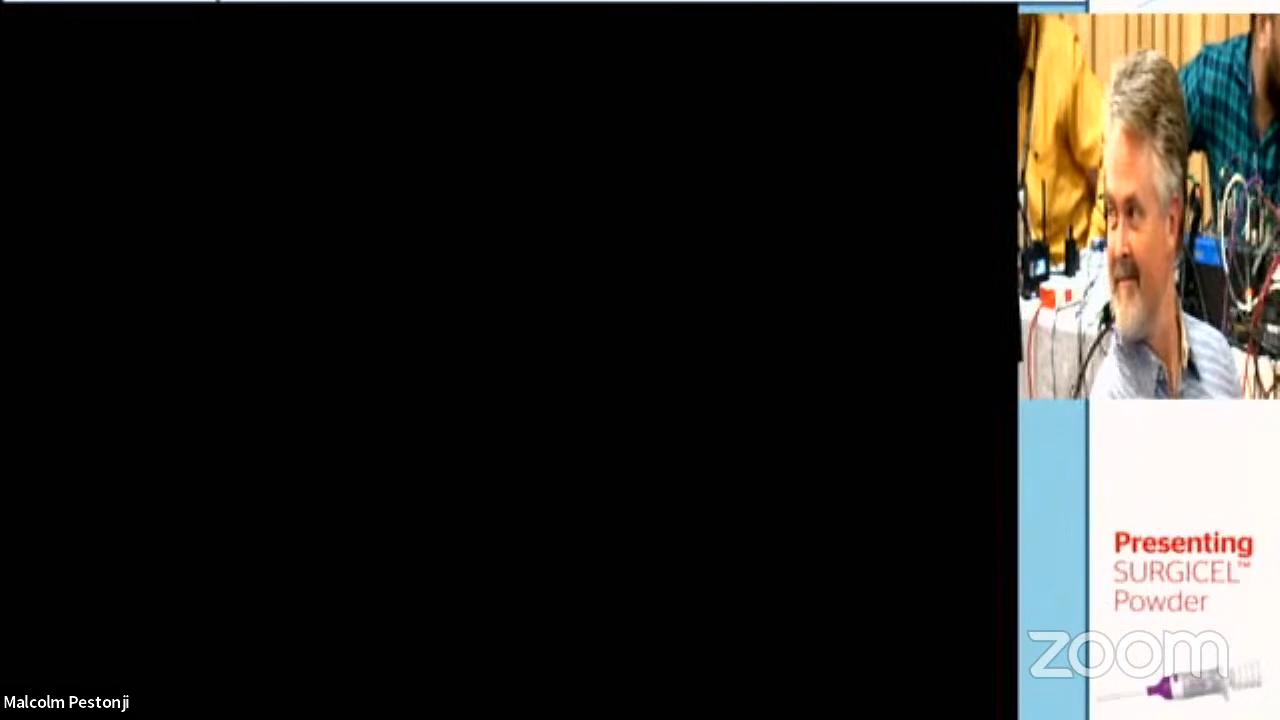 Presenting
SURGICEL™
Powder
zoom
Malcolm Pestonji